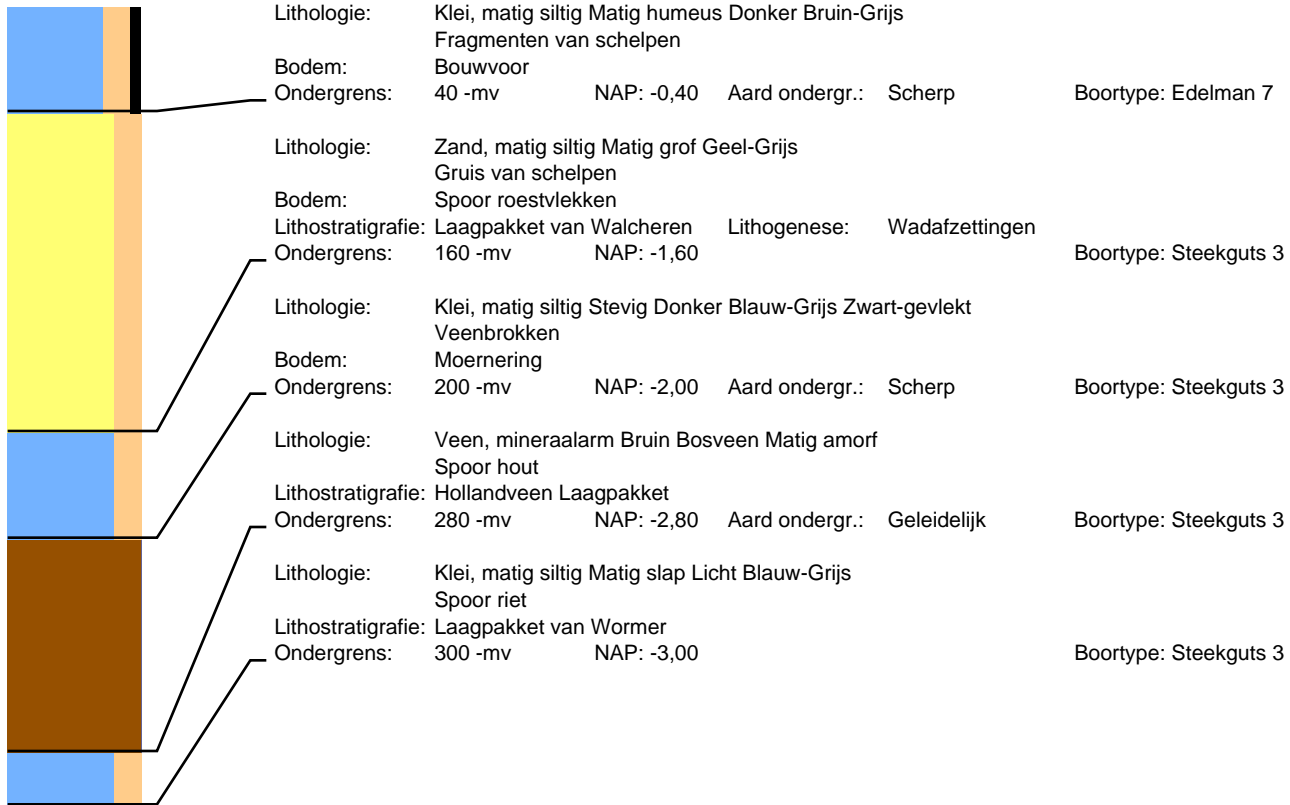 Lithologie: Klei, matig siltig Matig humeus Donker Bruin-Grijs
Fragmenten van schelpen
Bodem: Bouwvoor
Ondergrens: 40 -mv NAP: -0,40 Aard ondergr.: Scherp Boortype: Edelman 7
Lithologie: Zand, matig siltig Matig grof Geel-Grijs
Gruis van schelpen
Bodem: Spoor roestvlekken
Lithostratigrafie: Laagpakket van Walcheren Lithogenese: Wadafzettingen
Ondergrens: 160 -mv NAP: -1,60 Boortype: Steekguts 3
Lithologie: Klei, matig siltig Stevig Donker Blauw-Grijs Zwart-gevlekt
Veenbrokken
Bodem: Moernering
Ondergrens: 200 -mv NAP: -2,00 Aard ondergr.: Scherp Boortype: Steekguts 3
Lithologie: Veen, mineraalarm Bruin Bosveen Matig amorf
Spoor hout
Lithostratigrafie: Hollandveen Laagpakket
Ondergrens: 280 -mv NAP: -2,80 Aard ondergr.: Geleidelijk Boortype: Steekguts 3
Lithologie: Klei, matig siltig Matig slap Licht Blauw-Grijs
Spoor riet
Lithostratigrafie: Laagpakket van Wormer
Ondergrens: 300 -mv NAP: -3,00 Boortype: Steekguts 3